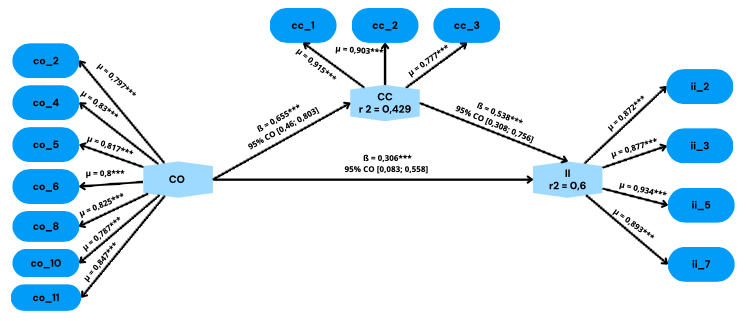 cc_1
cc_2
cc_3
μ = 0,915***
μ = 0,903***
μ = 0,777***
CC
r 2 = 0,429
co_2
co_4
co_5
co_6
co_8
co_10
co_11
μ = 0,797***
μ = 0,83***
μ = 0,817***
μ = 0,8***
μ = 0,825***
μ = 0,787***
μ = 0,847***
CO
ß = 0,655***
95% CO [0,46; 0,803]
ß = 0,538***
95% CO [0,308; 0,756]
ß = 0,306***
95% CO [0,083; 0,558]
II
r2 = 0,6
μ = 0,872***
μ = 0,877***
μ = 0,934***
μ = 0,893***
ii_2
ii_3
ii_5
ii_7